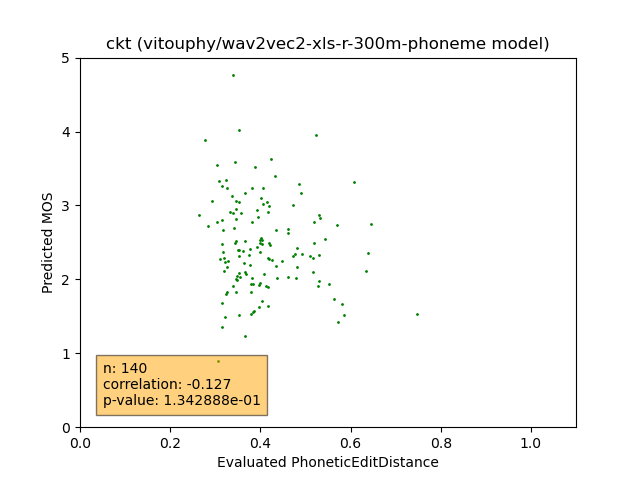 ckt (vitouphy/wav2vec2-xls-r-300m-phoneme model)
5
4
3
2
1
0
Predicted MOS
n: 140
correlation: -0.127
p-value: 1.342888e-01
0.0 0.2 0.4 0.6 0.8 1.0
Evaluated PhoneticEditDistance